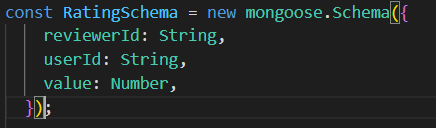 const RatingSchema = new mongoose.Schema({
    reviewerId: String,
    userId: String,
    value: Number,
  });